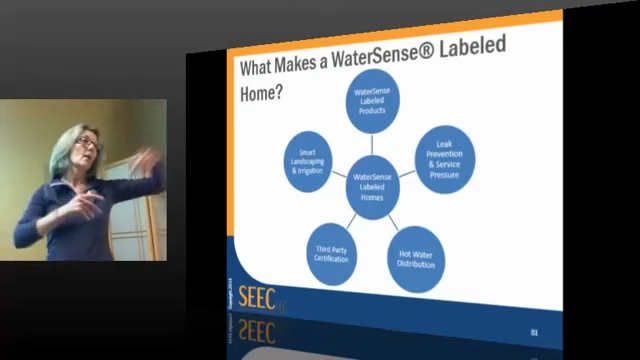 What Makes a WaterSense® Labeled
Home?
WaterSense
Labeled
Products
Smart
Landscaping
& Irrigation
Leak
Prevention
& Service
Pressure
WaterSense
Labeled
Homes
Third Party
Certification
Hot Water
Distribution
SEEC
81